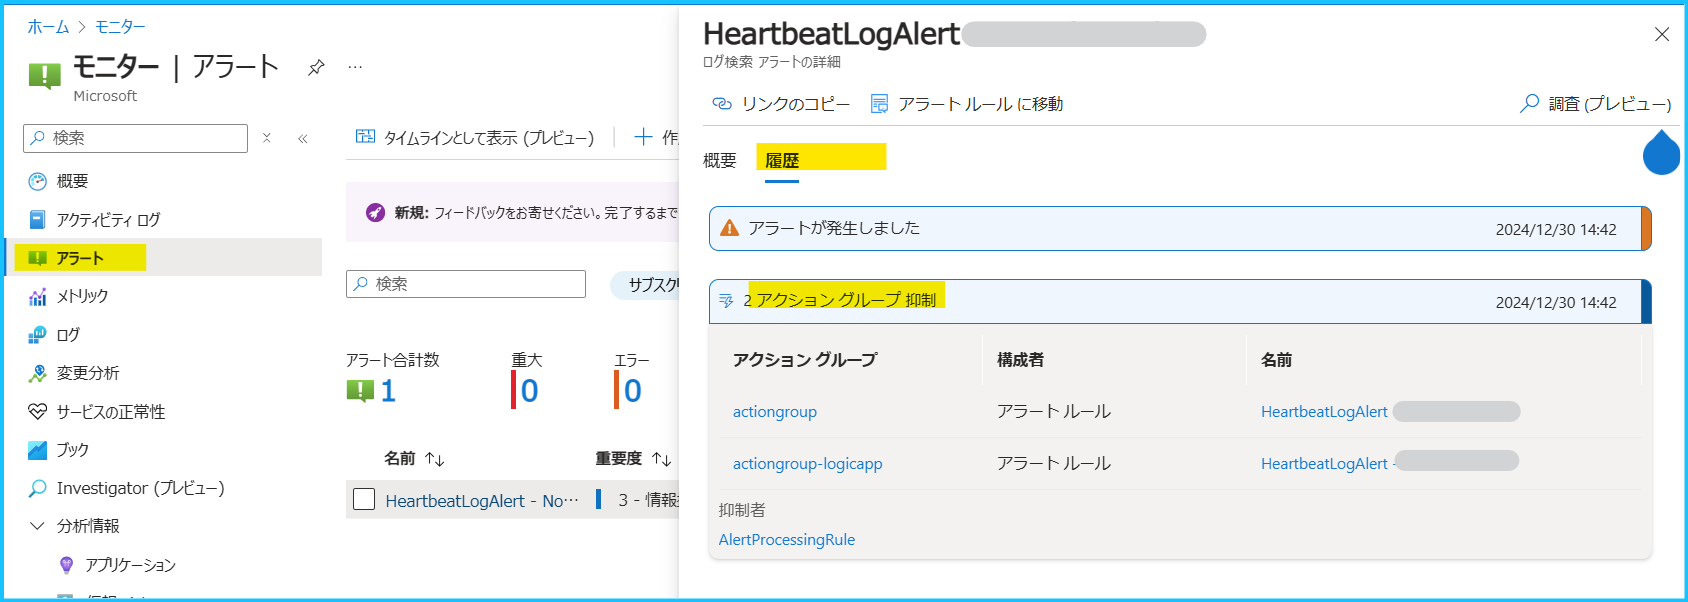 ホーム > モニター
モニター | アラート
Microsoft
検索
概要
アクティビティ ログ
アラート
メトリック
ログ
変更分析
サービスの正常性
ブック
Investigator (プレビュー)
分析情報
アプリケーション
タイムラインとして表示 (プレビュー)
新規: フィードバックをお寄せください。完了するまで
検索
サブスク
アラート合計数 重大 エラー
1 0 0
名前 重要度
HeartbeatLogAlert - No… 3 - 情報
HeartbeatLogAlert
ログ検索 アラートの詳細
リンクのコピー アラート ルール に移動 調査 (プレビュー)
概要 履歴
アラートが発生しました 2024/12/30 14:42
2 アクション グループ 抑制 2024/12/30 14:42
アクション グループ 構成者 名前
actiongroup アラート ルール HeartbeatLogAlert
actiongroup-logicapp アラート ルール HeartbeatLogAlert -
抑制者
AlertProcessingRule